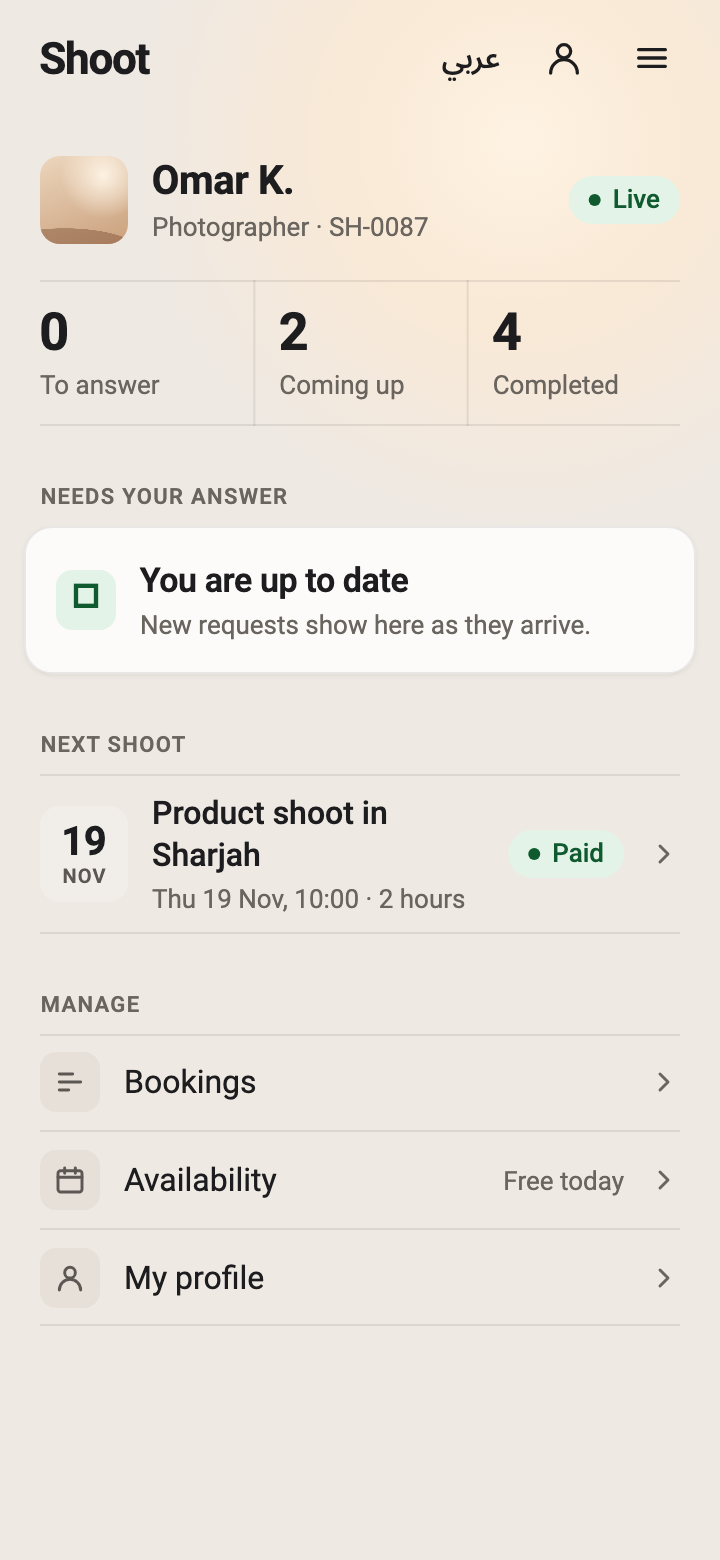 Shoot
عربي
Omar K.
Photographer · SH-0087
Live
0
To answer
2
Coming up
4
Completed
NEEDS YOUR ANSWER
You are up to date
New requests show here as they arrive.
NEXT SHOOT
19
NOV
Product shoot in
Sharjah
Thu 19 Nov, 10:00 · 2 hours
Paid
MANAGE
Bookings
Availability
Free today
My profile